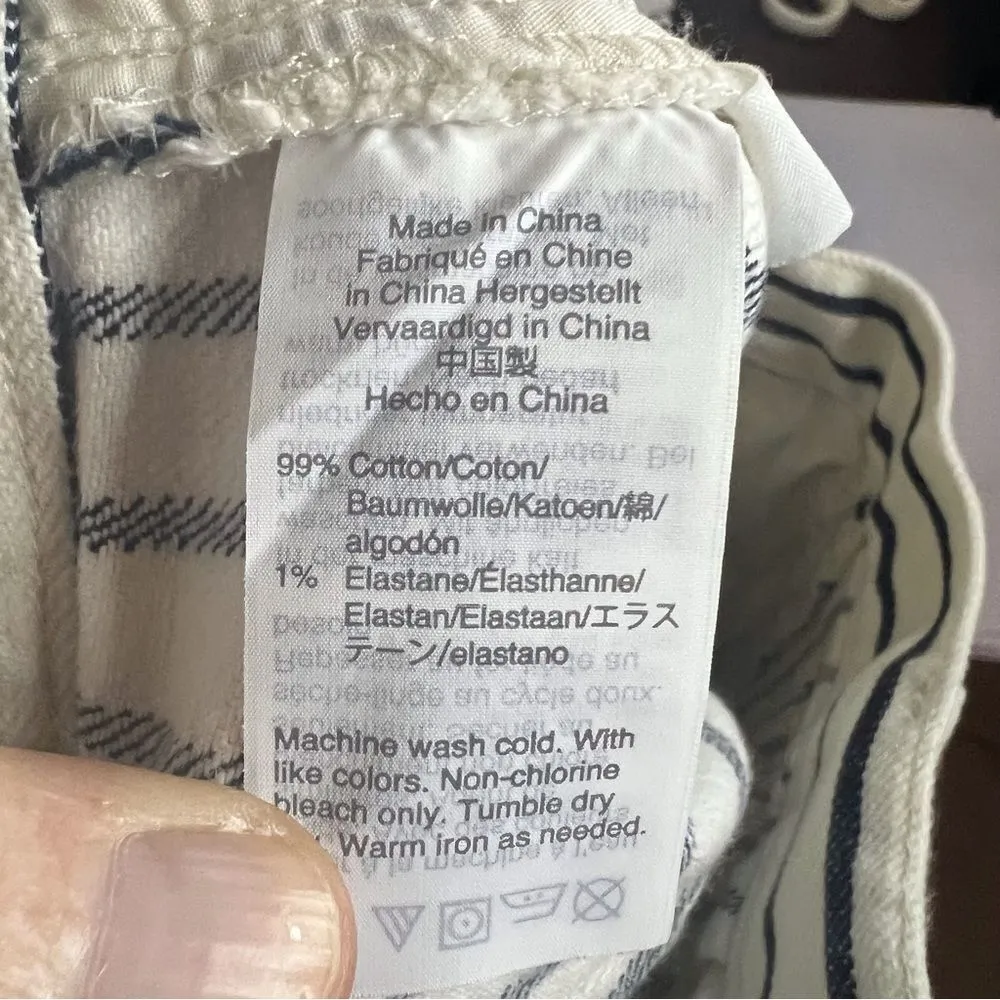 Made in China
Fabriqué en Chine
in China Hergestellt
Vervaardigd in China
中国製
Hecho en China
99% Cotton/Coton/
Baumwolle/Katoen/綿/
algodón
1% Elastane/Élasthanne/
Elastan/Elastaan/エラス
テーン/elastano
Machine wash cold. With
like colors. Non-chlorine
bleach only. Tumble dry
Warm iron as needed.